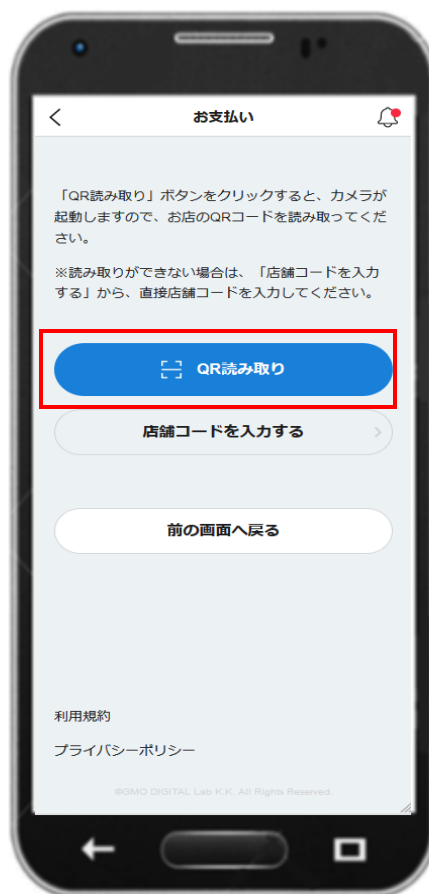 お支払い
「QR読み取り」ボタンをクリックすると、カメラが
起動しますので、お店のQRコードを読み取ってくだ
さい。
※読み取りができない場合は、「店舗コードを入力
する」から、直接店舗コードを入力してください。
QR読み取り
店舗コードを入力する
前の画面へ戻る
利用規約
プライバシーポリシー
©GMO DIGITAL Lab K.K. All Rights Reserved.